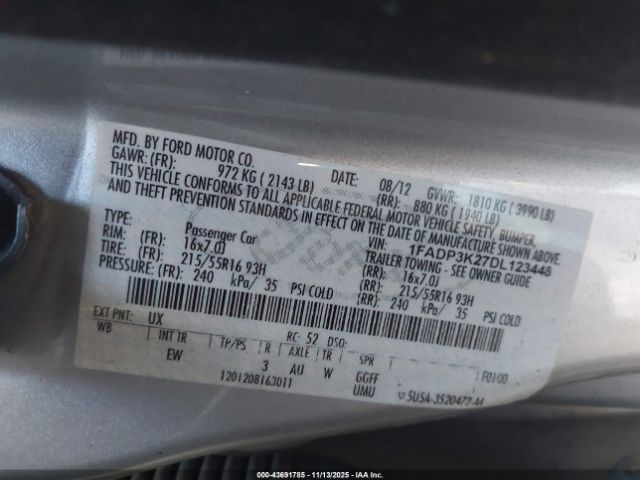 MFD. BY FORD MOTOR CO.
DATE: 08/12 GVWR: 1810 KG ( 3990 LB)
GAWR: (FR): 972 KG ( 2143 LB) (RR): 880 KG ( 1940 LB)
THIS VEHICLE CONFORMS TO ALL APPLICABLE FEDERAL MOTOR VEHICLE SAFETY, BUMPER,
AND THEFT PREVENTION STANDARDS IN EFFECT ON THE DATE OF MANUFACTURE SHOWN ABOVE.
VIN: 1FADP3K27DL123448
TYPE: Passenger Car TRAILER TOWING - SEE OWNER GUIDE
RIM: (FR): 16x7.0J (RR): 16x7.0J
TIRE: (FR): 215/55R16 93H (RR): 215/55R16 93H
PRESSURE: (FR): 240 kPa/ 35 PSI COLD (RR): 240 kPa/ 35 PSI COLD
EXT PNT: UX RC: 52 DSO: F0100
WB INT TR TP/PS R AXLE TR SPR
EW 3 AU W GGFF
1201208163011 UMU 5U5A-3520472-AA
000-43691785 - 11/13/2025 - IAAI INC.